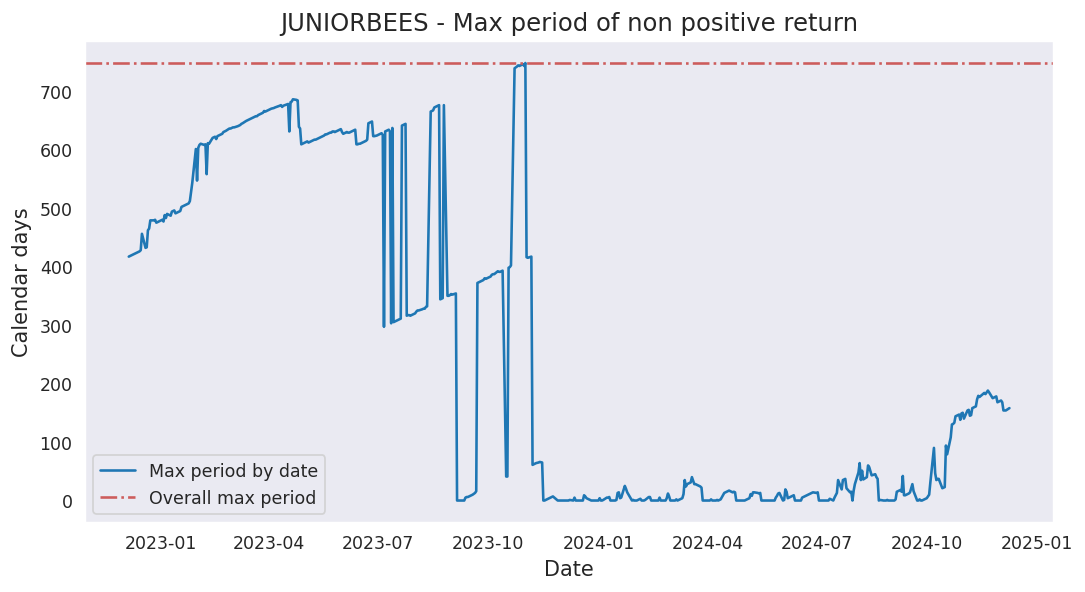 JUNIORBEES - Max period of non positive return
Calendar days
700
600
500
400
300
200
100
0
Max period by date
Overall max period
2023-01 2023-04 2023-07 2023-10 2024-01 2024-04 2024-07 2024-10 2025-01
Date